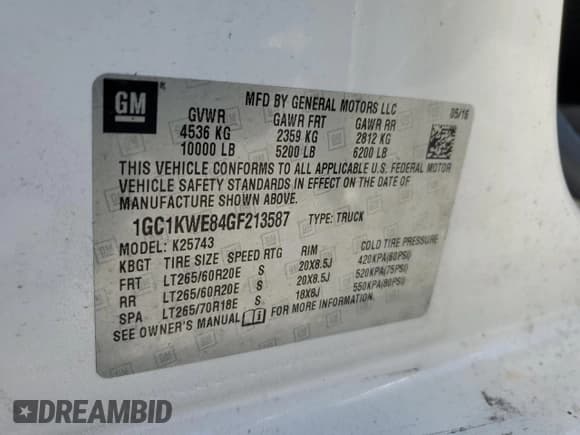 GM
MFD BY GENERAL MOTORS LLC 05/16
GVWR GAWR FRT GAWR RR
4536 KG 2359 KG 2812 KG
10000 LB 5200 LB 6200 LB
THIS VEHICLE CONFORMS TO ALL APPLICABLE U.S. FEDERAL MOTOR
VEHICLE SAFETY STANDARDS IN EFFECT ON THE DATE OF
MANUFACTURE SHOWN ABOVE.
1GC1KWE84GF213587 TYPE: TRUCK
MODEL: K25743
KBGT TIRE SIZE SPEED RTG RIM COLD TIRE PRESSURE
FRT LT265/60R20E S 20X8.5J 420KPA(60PSI)
RR LT265/60R20E S 20X8.5J 520KPA(75PSI)
SPA LT265/70R18E S 18X8J 550KPA(80PSI)
SEE OWNER'S MANUAL FOR MORE INFORMATION.
DREAMBID